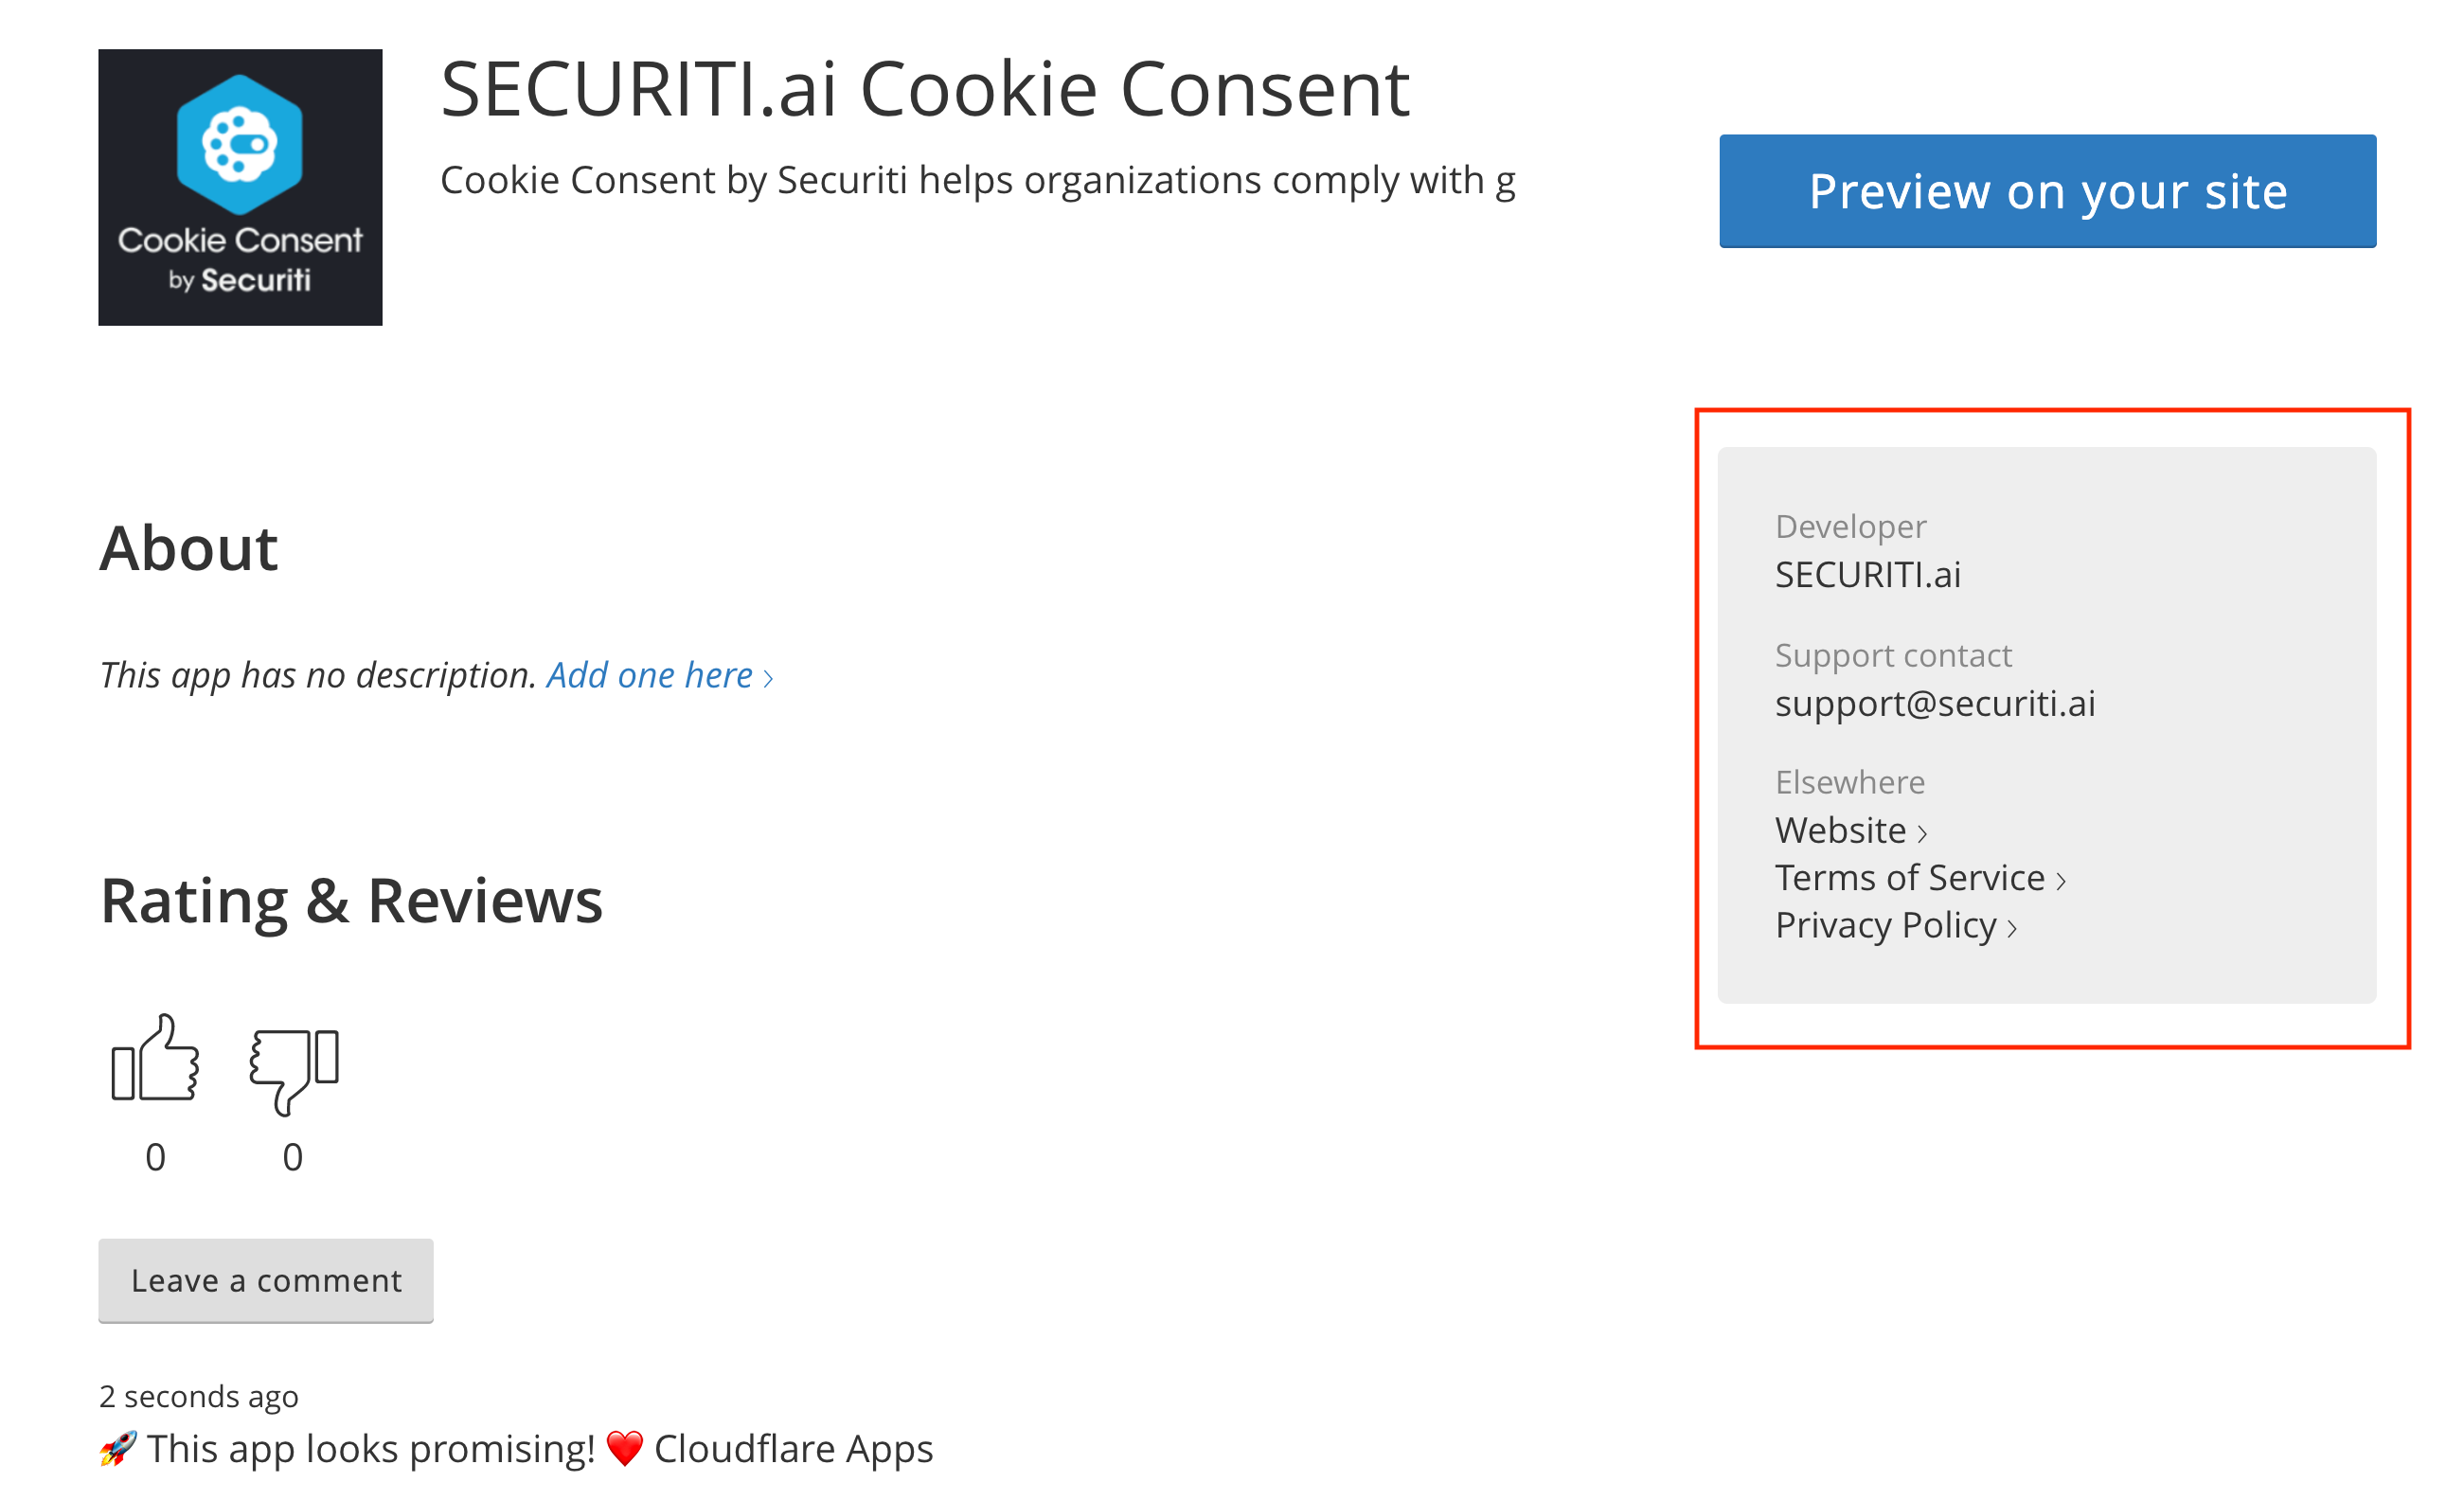 Cookie Consent
by Securiti
SECURITI.ai Cookie Consent
Cookie Consent by Securiti helps organizations comply with g
Preview on your site
About
This app has no description. Add one here ›
Rating & Reviews
0 0
Leave a comment
2 seconds ago
🚀 This app looks promising! ❤️ Cloudflare Apps
Developer
SECURITI.ai
Support contact
support@securiti.ai
Elsewhere
Website ›
Terms of Service ›
Privacy Policy ›